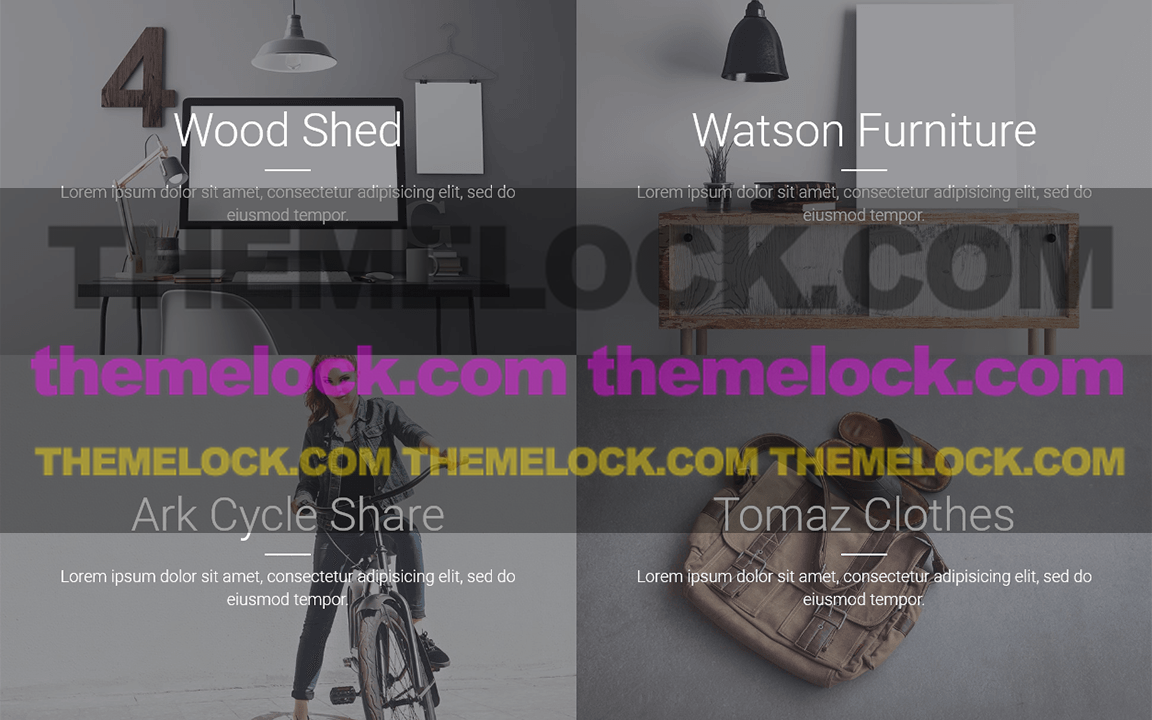 4
Wood Shed
Lorem ipsum dolor sit amet, consectetur adipisicing elit, sed do
eiusmod tempor.
Watson Furniture
Lorem ipsum dolor sit amet, consectetur adipisicing elit, sed do
eiusmod tempor.
THEMELOCK.COM
themelock.com themelock.com
THEMELOCK.COM THEMELOCK.COM THEMELOCK.COM
Ark Cycle Share
Lorem ipsum dolor sit amet, consectetur adipisicing elit, sed do
eiusmod tempor.
Tomaz Clothes
Lorem ipsum dolor sit amet, consectetur adipisicing elit, sed do
eiusmod tempor.